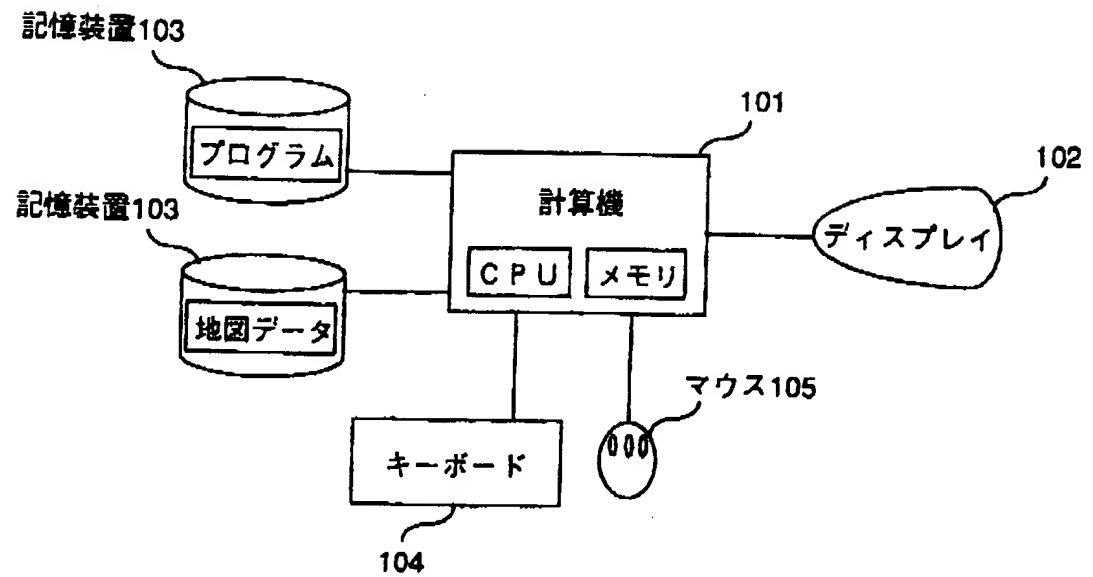 記憶装置103
プログラム
記憶装置103
地図データ
101
計算機
CPU
メモリ
102
ディスプレイ
マウス105
キーボード
104